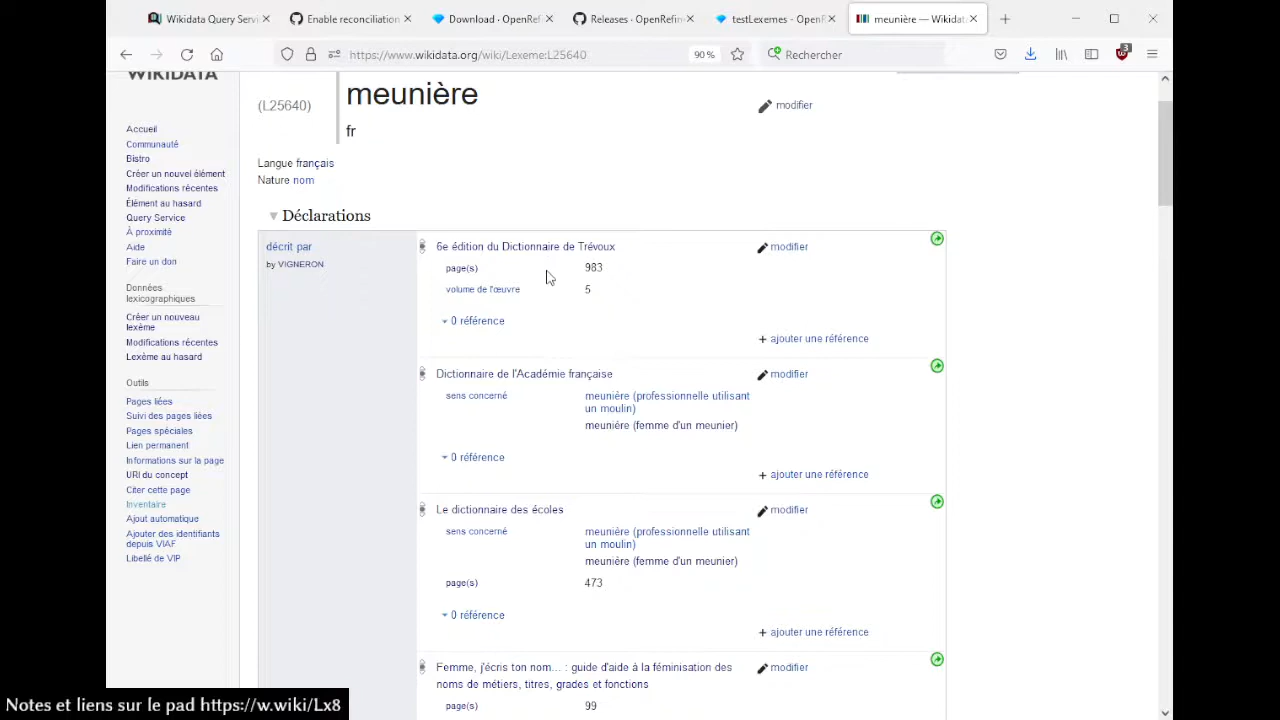 Wikidata Query Servi
Enable reconciliation
Download · OpenRef
Releases · OpenRefin
testLexemes - OpenR
meunière — Wikidat
https://www.wikidata.org/wiki/Lexeme:L25640
90 %
Rechercher
3
WIKIDATA
(L25640)
meunière
modifier
fr
Langue français
Nature nom
Accueil
Communauté
Bistro
Créer un nouvel élément
Modifications récentes
Élément au hasard
Query Service
À proximité
Aide
Faire un don
Données
lexicographiques
Créer un nouveau
lexème
Modifications récentes
Lexème au hasard
Outils
Pages liées
Suivi des pages liées
Pages spéciales
Lien permanent
Informations sur la page
URI du concept
Citer cette page
Inventaire
Ajout automatique
Ajouter des identifiants
depuis VIAF
Libellé de VIP
Déclarations
décrit par
by VIGNERON
6e édition du Dictionnaire de Trévoux
modifier
page(s) 983
volume de l'œuvre 5
0 référence
+ ajouter une référence
Dictionnaire de l'Académie française
modifier
sens concerné
meunière (professionnelle utilisant
un moulin)
meunière (femme d'un meunier)
0 référence
+ ajouter une référence
Le dictionnaire des écoles
modifier
sens concerné
meunière (professionnelle utilisant
un moulin)
meunière (femme d'un meunier)
page(s) 473
0 référence
+ ajouter une référence
Femme, j'écris ton nom... : guide d'aide à la féminisation des
noms de métiers, titres, grades et fonctions
modifier
page(s) 99
Notes et liens sur le pad https://w.wiki/Lx8